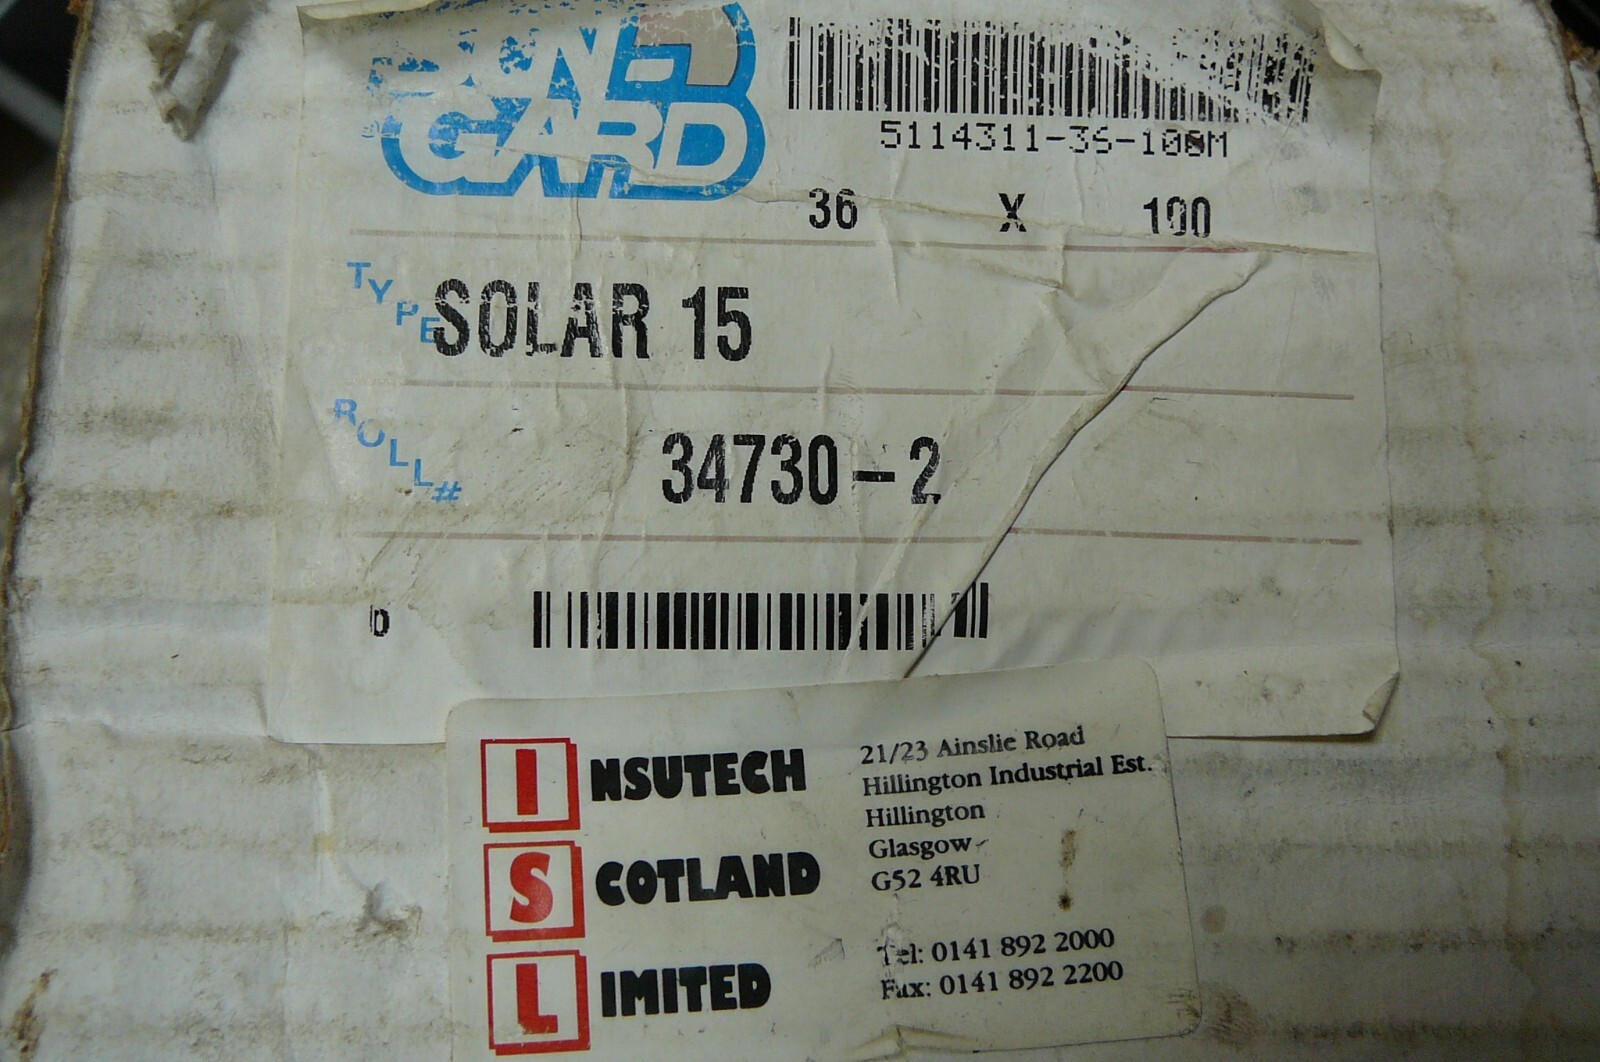 SUN-
GARD
5114311-36-100M
36 X 100
TYPE SOLAR 15
ROLL# 34730-2
D
INSUTECH
SCOTLAND
LIMITED
21/23 Ainslie Road
Hillington Industrial Est.
Hillington
Glasgow
G52 4RU
Tel: 0141 892 2000
Fax: 0141 892 2200